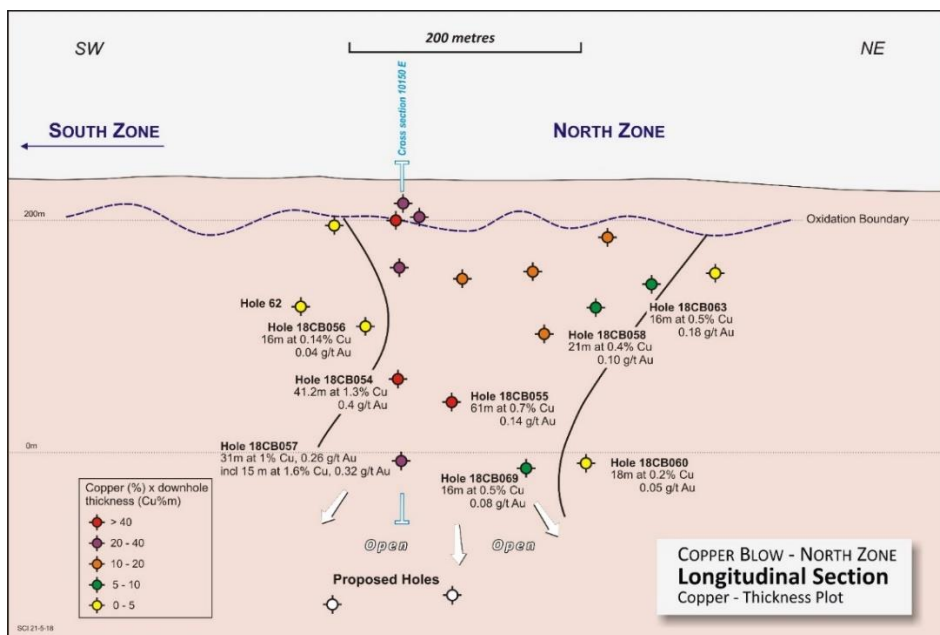 SW
200 metres
NE
Cross section 10150 E
SOUTH ZONE
NORTH ZONE
200m
Oxidation Boundary
Hole 62
Hole 18CB056
16m at 0.14% Cu
0.04 g/t Au
Hole 18CB063
16m at 0.5% Cu
0.18 g/t Au
Hole 18CB058
21m at 0.4% Cu
0.10 g/t Au
Hole 18CB054
41.2m at 1.3% Cu
0.4 g/t Au
Hole 18CB055
61m at 0.7% Cu
0.14 g/t Au
0m
Hole 18CB057
31m at 1% Cu, 0.26 g/t Au
incl 15 m at 1.6% Cu, 0.32 g/t Au
Hole 18CB069
16m at 0.5% Cu
0.08 g/t Au
Hole 18CB060
18m at 0.2% Cu
0.05 g/t Au
Copper (%) x downhole
thickness (Cu%m)
> 40
20 - 40
10 - 20
5 - 10
0 - 5
Open
Open
Proposed Holes
COPPER BLOW - NORTH ZONE
Longitudinal Section
Copper - Thickness Plot
SCI 21-5-18